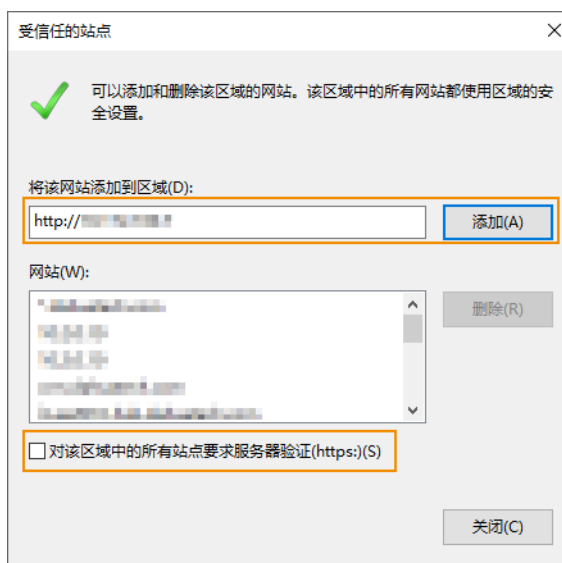 受信任的站点
可以添加和删除该区域的网站。该区域中的所有网站都使用区域的安
全设置。
将该网站添加到区域(D):
http://
添加(A)
网站(W):
删除(R)
对该区域中的所有站点要求服务器验证(https:)(S)
关闭(C)